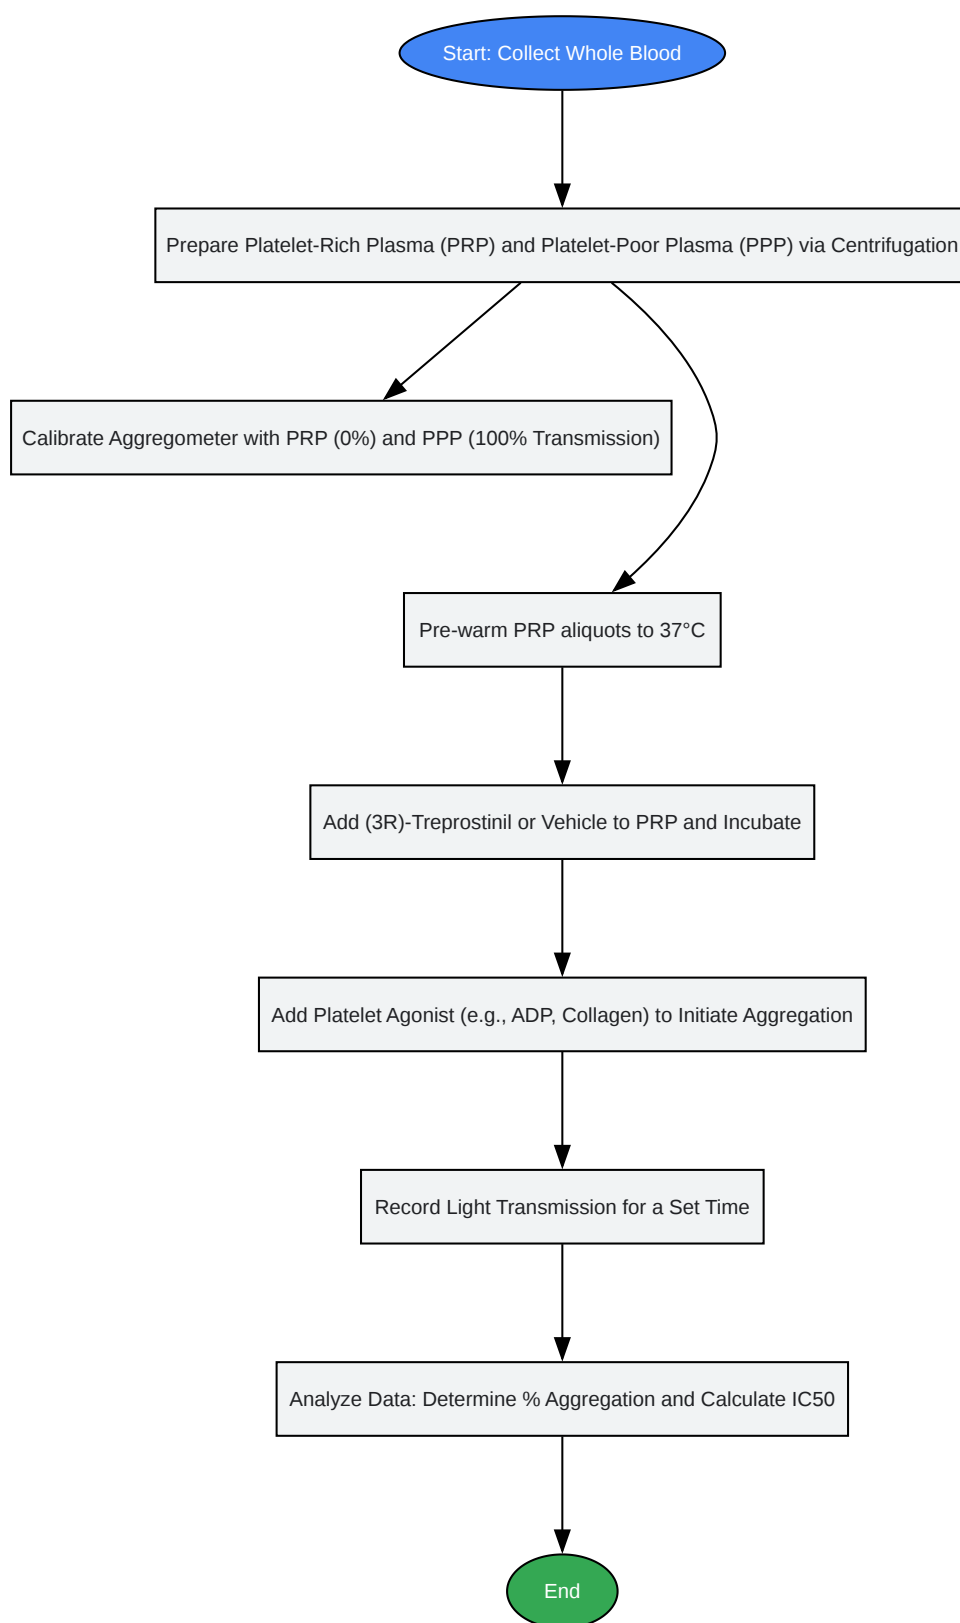 Start: Collect Whole Blood
Prepare Platelet-Rich Plasma (PRP) and Platelet-Poor Plasma (PPP) via Centrifugation
Calibrate Aggregometer with PRP (0%) and PPP (100% Transmission)
Pre-warm PRP aliquots to 37°C
Add (3R)-Treprostinil or Vehicle to PRP and Incubate
Add Platelet Agonist (e.g., ADP, Collagen) to Initiate Aggregation
Record Light Transmission for a Set Time
Analyze Data: Determine % Aggregation and Calculate IC50
End